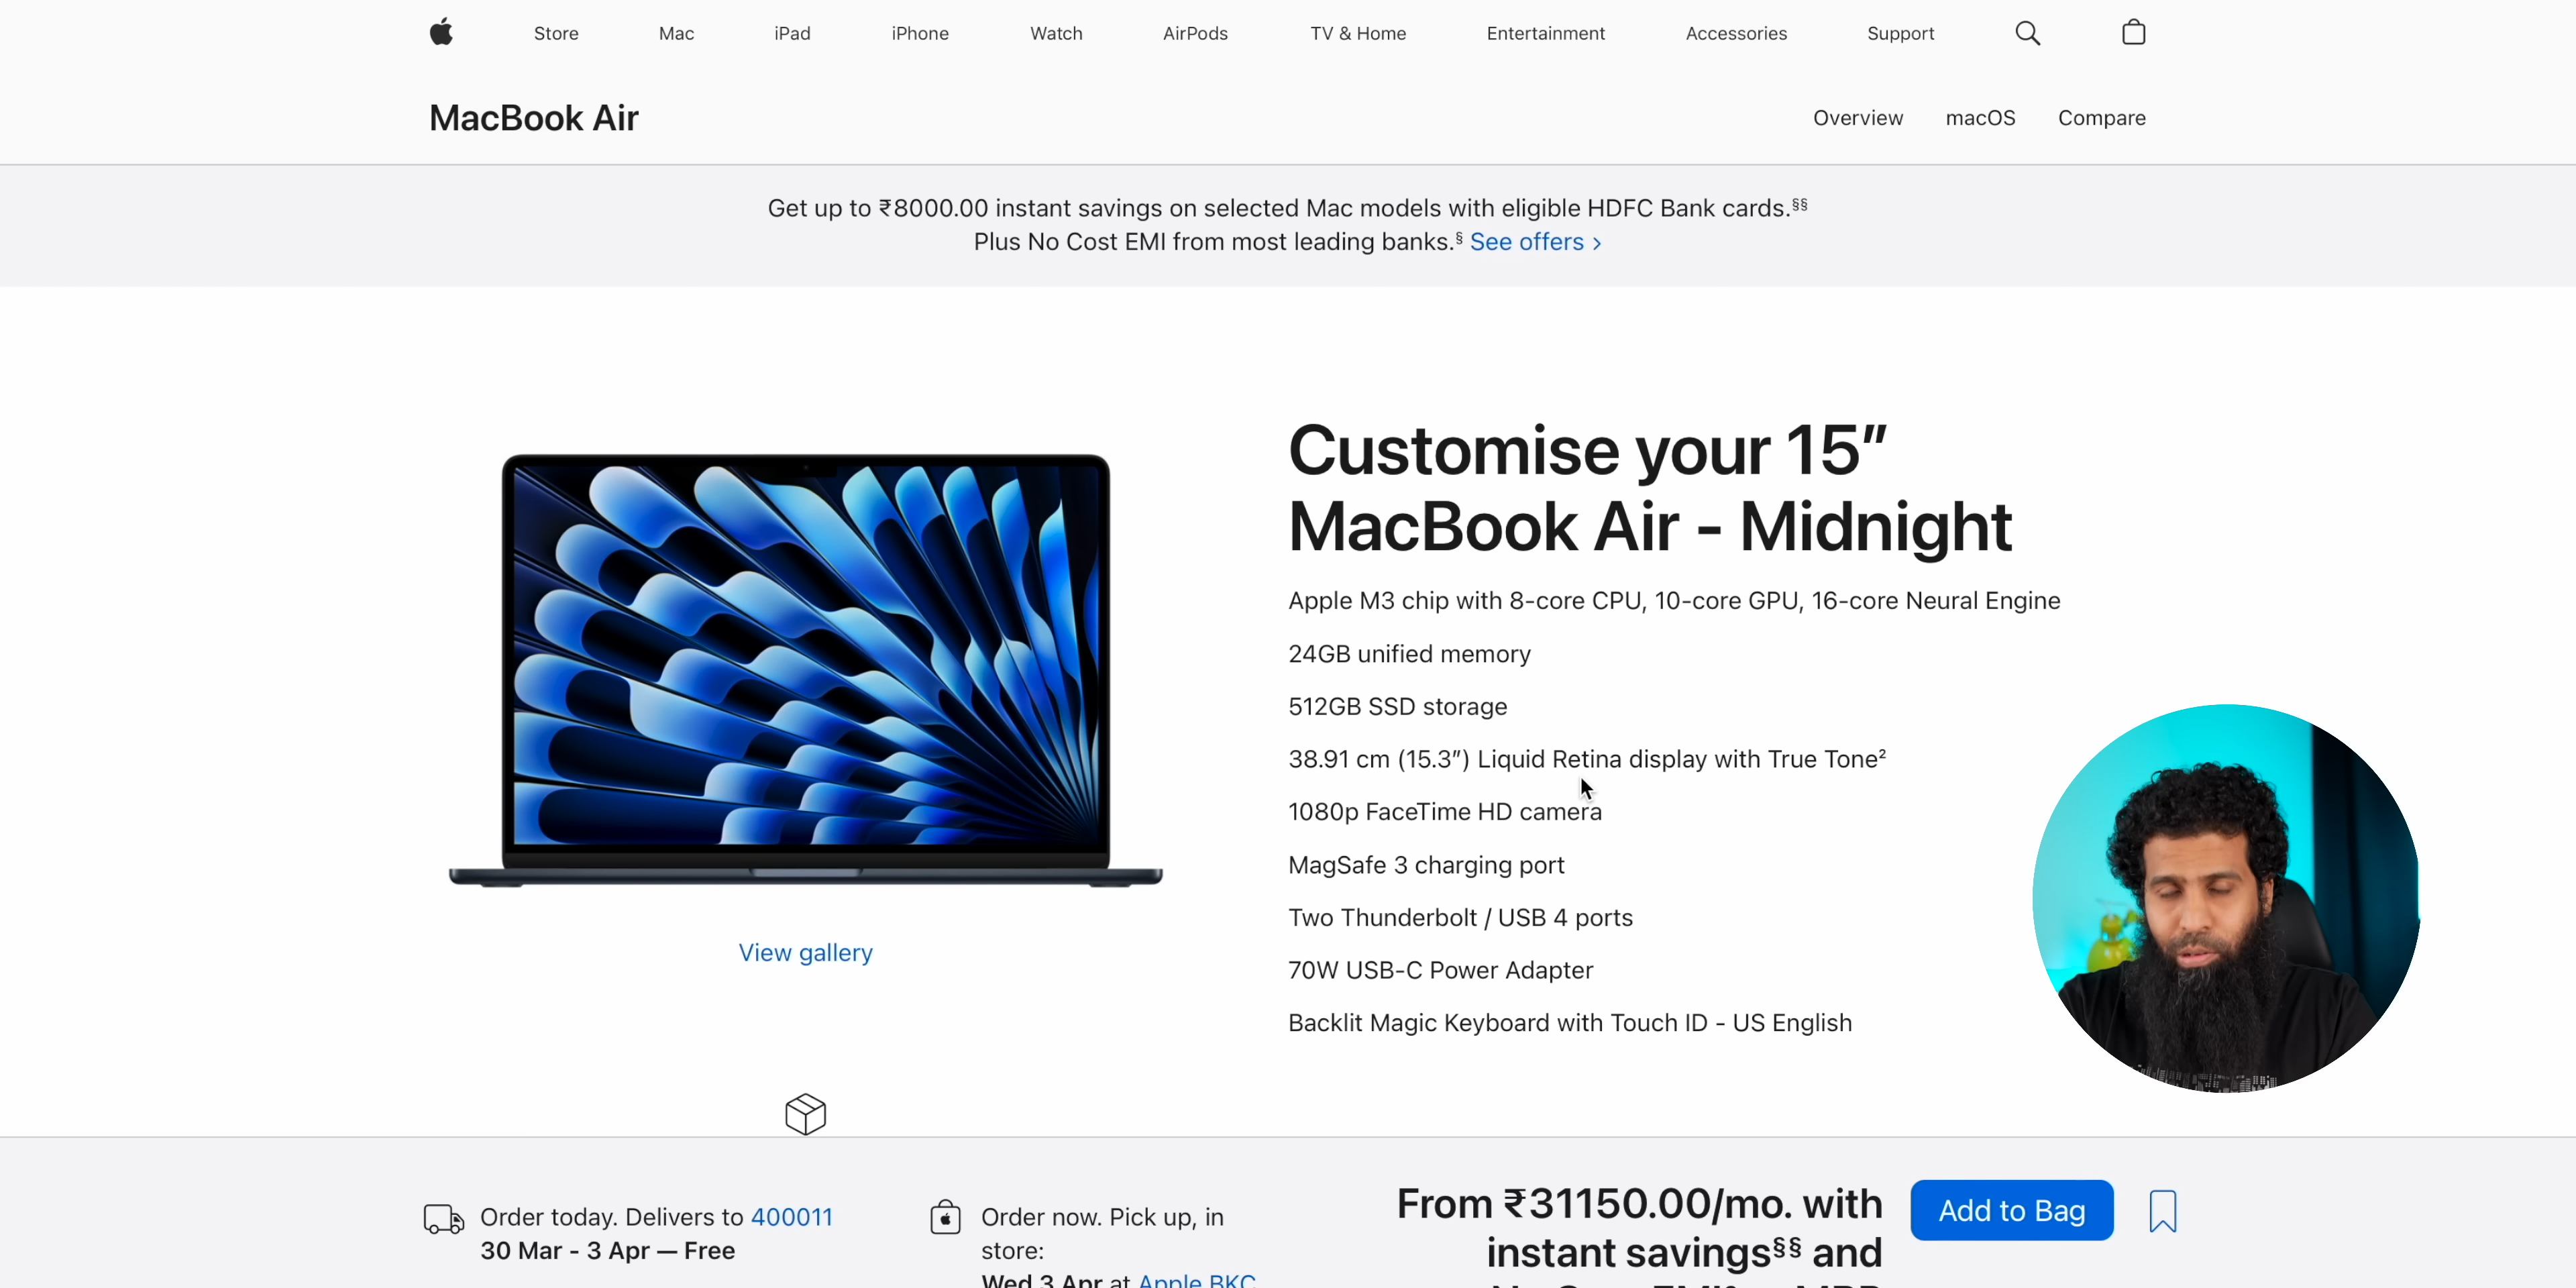 Store Mac iPad iPhone Watch AirPods TV & Home Entertainment Accessories Support
MacBook Air
Overview macOS Compare
Get up to ₹8000.00 instant savings on selected Mac models with eligible HDFC Bank cards.§§
Plus No Cost EMI from most leading banks.§ See offers >
Customise your 15″
MacBook Air - Midnight
Apple M3 chip with 8-core CPU, 10-core GPU, 16-core Neural Engine
24GB unified memory
512GB SSD storage
38.91 cm (15.3″) Liquid Retina display with True Tone²
1080p FaceTime HD camera
MagSafe 3 charging port
Two Thunderbolt / USB 4 ports
70W USB-C Power Adapter
Backlit Magic Keyboard with Touch ID - US English
View gallery
Order today. Delivers to 400011
30 Mar - 3 Apr — Free
Order now. Pick up, in
store:
Wed 3 Apr at Apple BKC
From ₹31150.00/mo. with
instant savings§§ and
Add to Bag